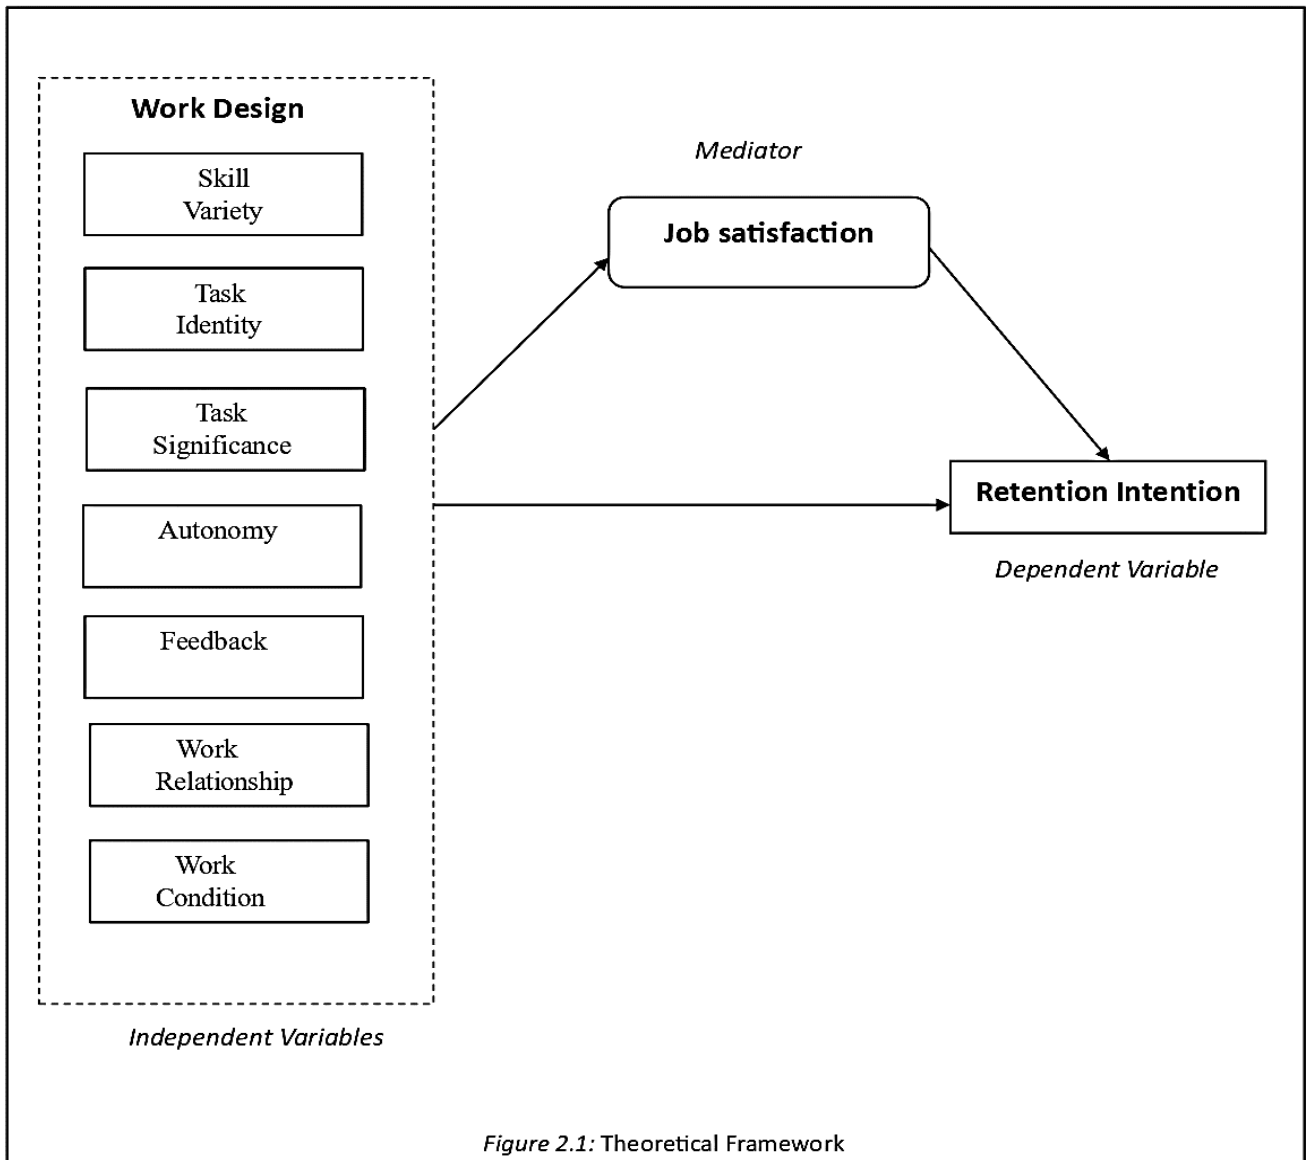 Work Design
Skill
Variety
Task
Identity
Task
Significance
Autonomy
Feedback
Work
Relationship
Work
Condition
Independent Variables
Mediator
Job satisfaction
Retention Intention
Dependent Variable
Figure 2.1: Theoretical Framework